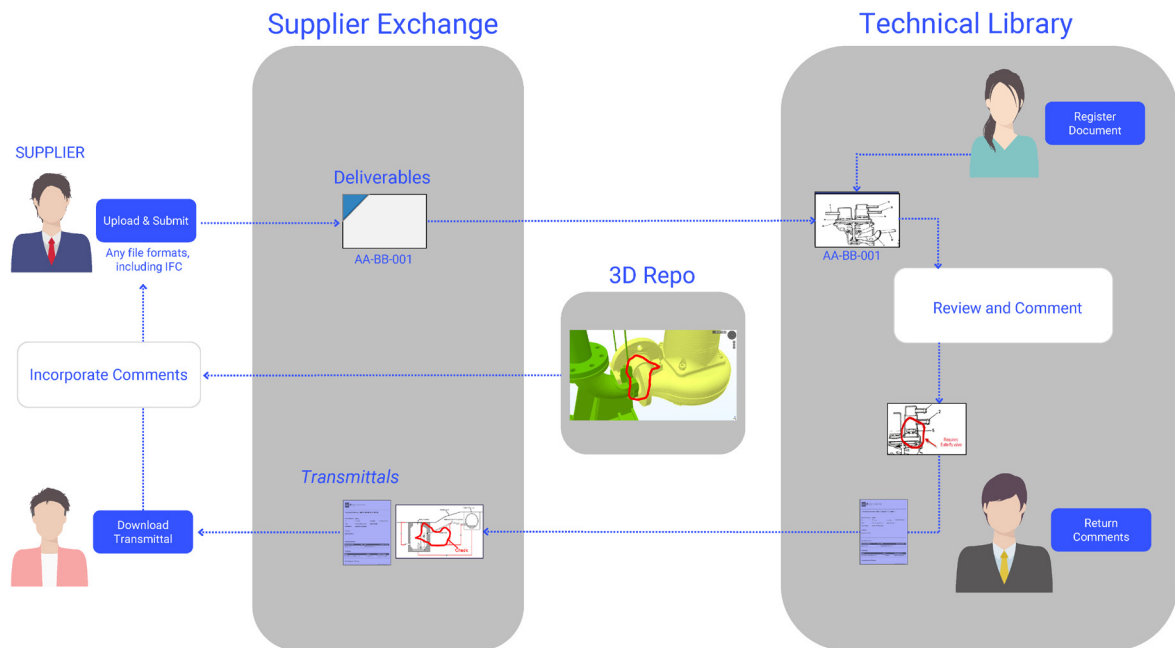 Supplier Exchange
Technical Library
Register
Document
SUPPLIER
Deliverables
Upload & Submit
AA-BB-001
AA-BB-001
Any file formats,
including IFC
3D Repo
Review and Comment
Incorporate Comments
Transmittals
Download
Transmittal
Check
Return
Comments